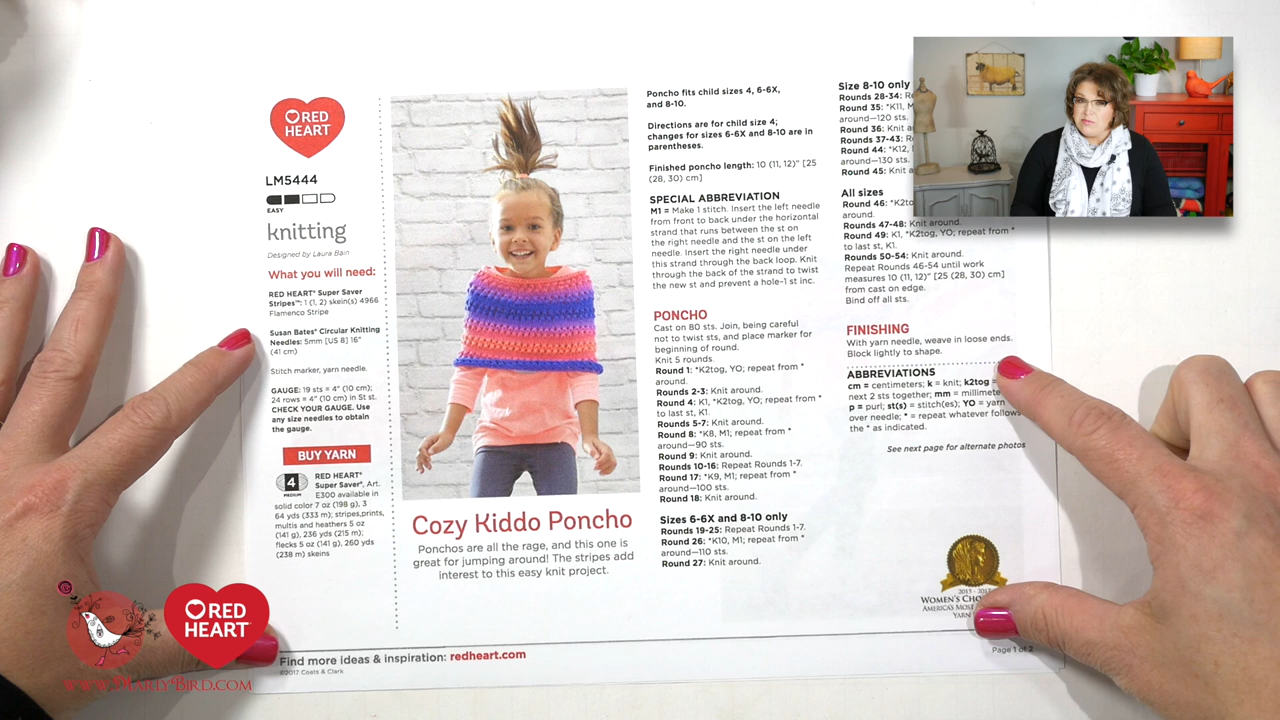 RED
HEART
LM5444
EASY
knitting
Designed by Laura Bain
What you will need:
RED HEART® Super Saver
Stripes™: 1 (1, 2) skein(s) 4966
Flamenco Stripe
Susan Bates® Circular Knitting
Needles: 5mm [US 8] 16"
(41 cm)
Stitch marker, yarn needle.
GAUGE: 19 sts = 4" (10 cm);
24 rows = 4" (10 cm) in St st.
CHECK YOUR GAUGE. Use
any size needles to obtain
the gauge.
BUY YARN
4
MEDIUM
RED HEART®
Super Saver®, Art.
E300 available in
solid color 7 oz (198 g), 3
64 yds (333 m); stripes,prints,
multis and heathers 5 oz
(141 g), 236 yds (215 m);
flecks 5 oz (141 g), 260 yds
(238 m) skeins
Cozy Kiddo Poncho
Ponchos are all the rage, and this one is
great for jumping around! The stripes add
interest to this easy knit project.
Poncho fits child sizes 4, 6-6X,
and 8-10.
Directions are for child size 4;
changes for sizes 6-6X and 8-10 are in
parentheses.
Finished poncho length: 10 (11, 12)" [25
(28, 30) cm]
SPECIAL ABBREVIATION
M1 = Make 1 stitch. Insert the left needle
from front to back under the horizontal
strand that runs between the st on
the right needle and the st on the left
needle. Insert the right needle under
this strand through the back loop. Knit
through the back of the strand to twist
the new st and prevent a hole-1 st inc.
PONCHO
Cast on 80 sts. Join, being careful
not to twist sts, and place marker for
beginning of round.
Knit 5 rounds.
Round 1: *K2tog, YO; repeat from *
around.
Rounds 2-3: Knit around.
Round 4: K1, *K2tog, YO; repeat from *
to last st, K1.
Rounds 5-7: Knit around.
Round 8: *K8, M1; repeat from *
around—90 sts.
Round 9: Knit around.
Rounds 10-16: Repeat Rounds 1-7.
Round 17: *K9, M1; repeat from *
around—100 sts.
Round 18: Knit around.
Sizes 6-6X and 8-10 only
Rounds 19-25: Repeat Rounds 1-7.
Round 26: *K10, M1; repeat from *
around—110 sts.
Round 27: Knit around.
Size 8-10 only
Rounds 28-34:
Round 35: *K11,
around—120 sts.
Round 36: Knit
Rounds 37-43:
Round 44: *K12,
around—130 sts.
Round 45: Knit
All sizes
Round 46: *K2to
around.
Rounds 47-48: Knit around.
Round 49: K1, *K2tog, YO; repeat from *
to last st, K1.
Rounds 50-54: Knit around.
Repeat Rounds 46-54 until
measures 10 (11, 12)" [25 (28, 30) cm]
from cast on edge.
Bind off all sts.
FINISHING
With yarn needle, weave in loose ends.
Block lightly to shape.
ABBREVIATIONS
cm = centimeters; k = knit; k2tog =
next 2 sts together; mm = millimete
p = purl; st(s) = stitch(es); YO = yarn
over needle; * = repeat whatever follows
the * as indicated.
See next page for alternate photos
WOMEN'S CHO
AMERICA'S MOST
YARN
Page 1 of 2
Find more ideas & inspiration: redheart.com
©2017 Coats & Clark
RED
HEART
www.MarlyBird.com